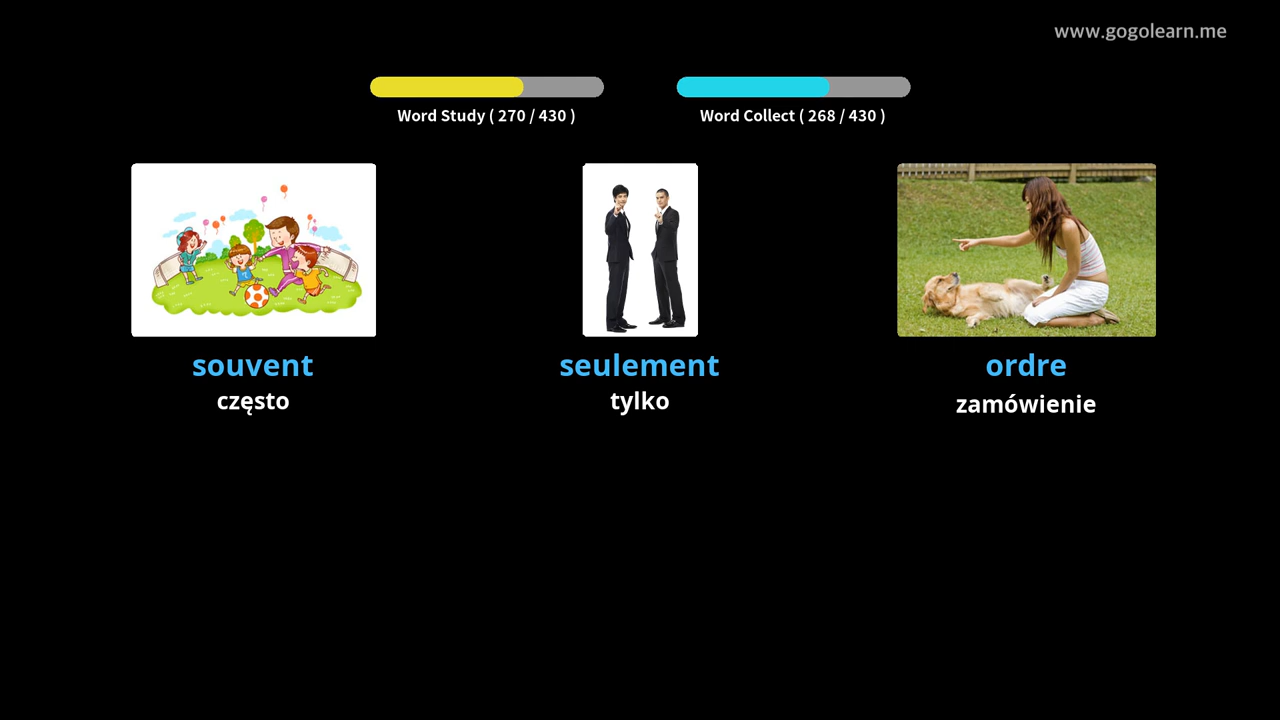 www.gogolearn.me
Word Study ( 270 / 430 )
Word Collect ( 268 / 430 )
souvent
często
seulement
tylko
ordre
zamówienie